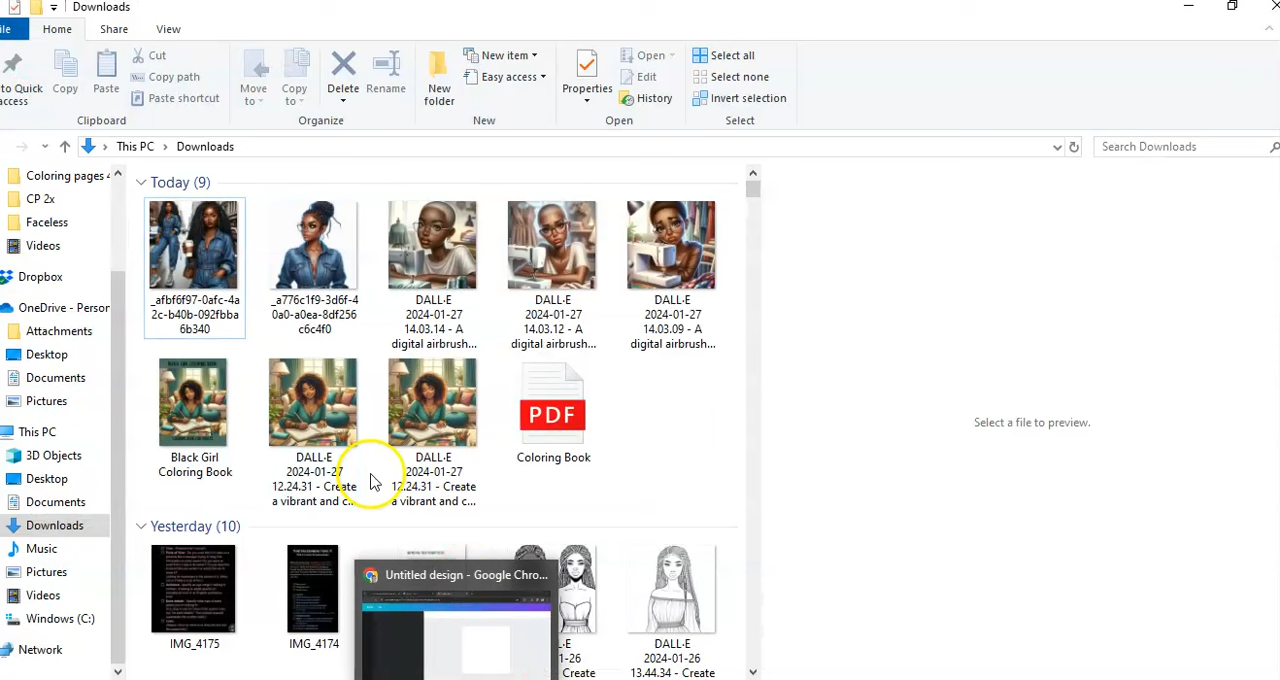 Downloads
File
Home
Share
View
Cut
Copy path
Paste shortcut
to Quick
access
Copy
Paste
Move
to
Copy
to
Delete
Rename
New
folder
New item
Easy access
Properties
Open
Edit
History
Select all
Select none
Invert selection
Clipboard
Organize
New
Open
Select
This PC
Downloads
Search Downloads
Coloring pages 4
CP 2x
Faceless
Videos
Dropbox
OneDrive - Person
Attachments
Desktop
Documents
Pictures
This PC
3D Objects
Desktop
Documents
Downloads
Music
Pictures
Videos
Windows (C:)
Network
Today (9)
_afbf6f97-0afc-4a
2c-b40b-092fbba
6b340
_a776c1f9-3d6f-4
0a0-a0ea-8df256
c6c4f0
DALL·E
2024-01-27
14.03.14 - A
digital airbrush...
DALL·E
2024-01-27
14.03.12 - A
digital airbrush...
DALL·E
2024-01-27
14.03.09 - A
digital airbrush...
Black Girl
Coloring Book
DALL·E
2024-01-27
12.24.31 - Create
a vibrant and c...
DALL·E
2024-01-27
12.24.31 - Create
a vibrant and c...
PDF
Coloring Book
Yesterday (10)
IMG_4175
IMG_4174
Untitled design - Google Chro...
Create
DALL·E
2024-01-26
13.44.34 - Create
Select a file to preview.